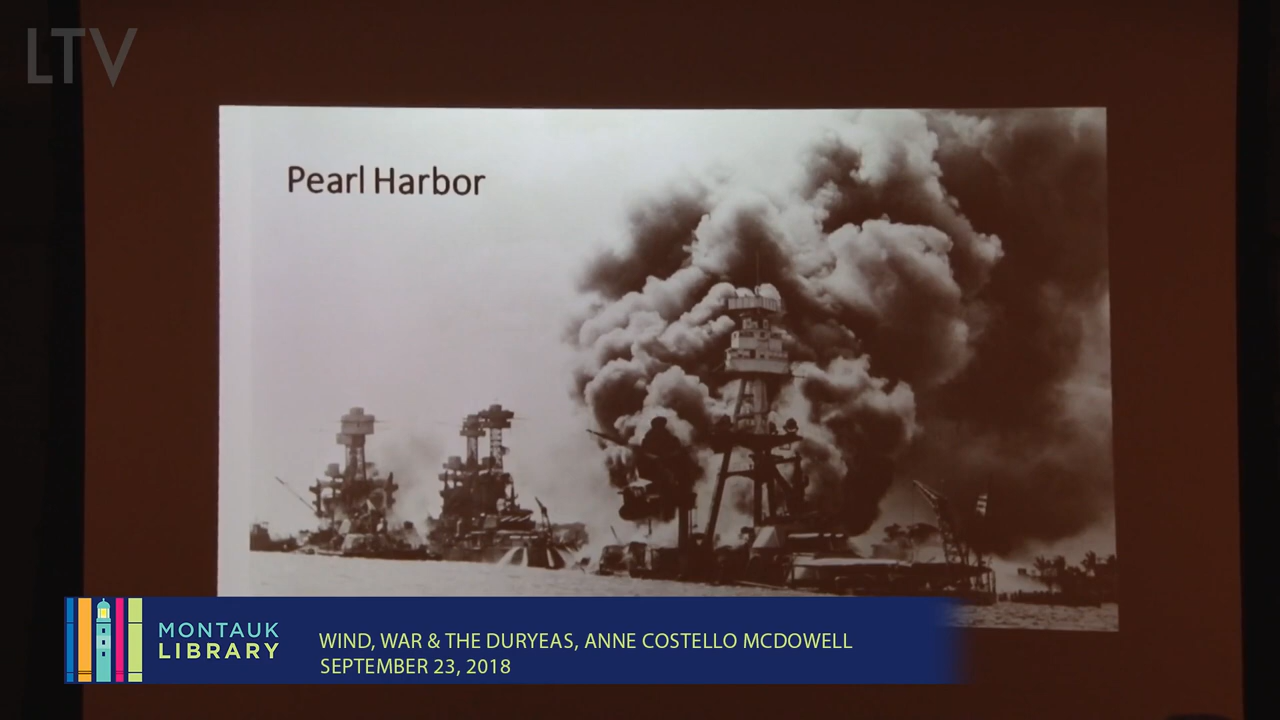 LTV
Pearl Harbor
MONTAUK
LIBRARY
WIND, WAR & THE DURYEAS, ANNE COSTELLO MCDOWELL
SEPTEMBER 23, 2018